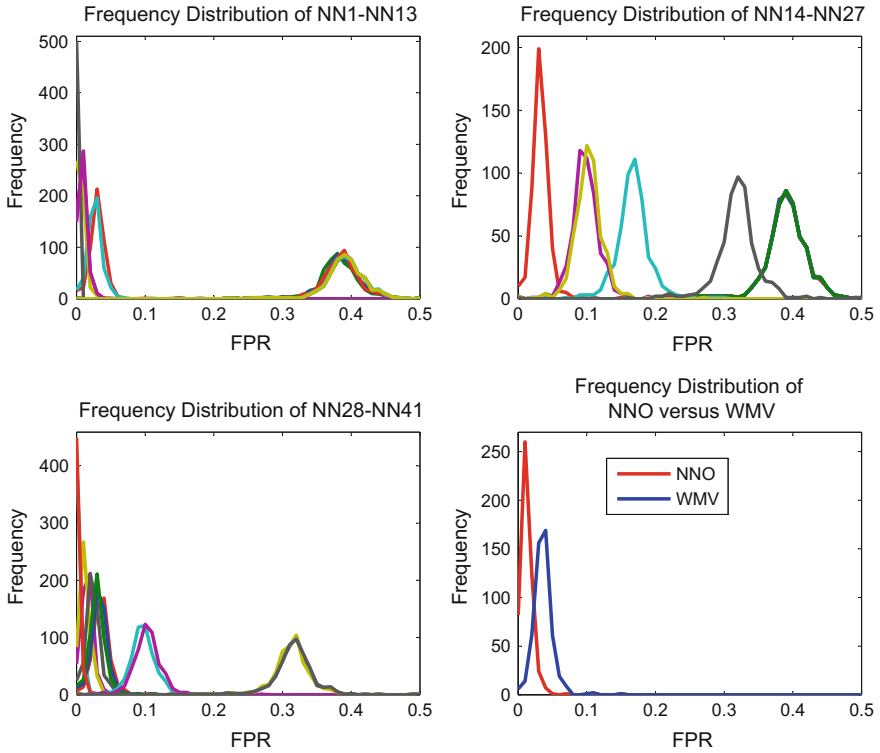 Frequency Distribution of NN1-NN13
500
400
300
200
100
0
Frequency
0 0.1 0.2 0.3 0.4 0.5
FPR
Frequency Distribution of NN14-NN27
200
150
100
50
0
Frequency
0 0.1 0.2 0.3 0.4 0.5
FPR
Frequency Distribution of NN28-NN41
400
300
200
100
0
Frequency
0 0.1 0.2 0.3 0.4 0.5
FPR
Frequency Distribution of
NNO versus WMV
250
200
150
100
50
0
Frequency
NNO
WMV
0 0.1 0.2 0.3 0.4 0.5
FPR